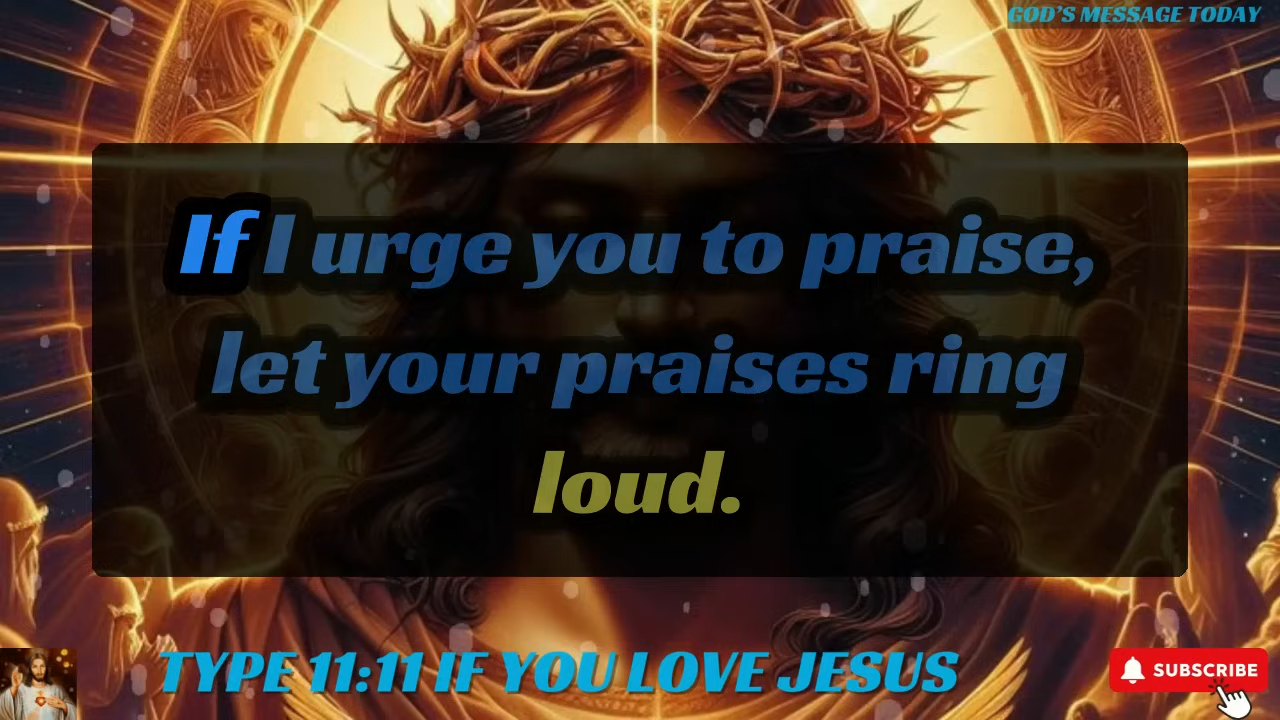 GOD'S MESSAGE TODAY
If I urge you to praise,
let your praises ring
loud.
TYPE 11:11 IF YOU LOVE JESUS
SUBSCRIBE